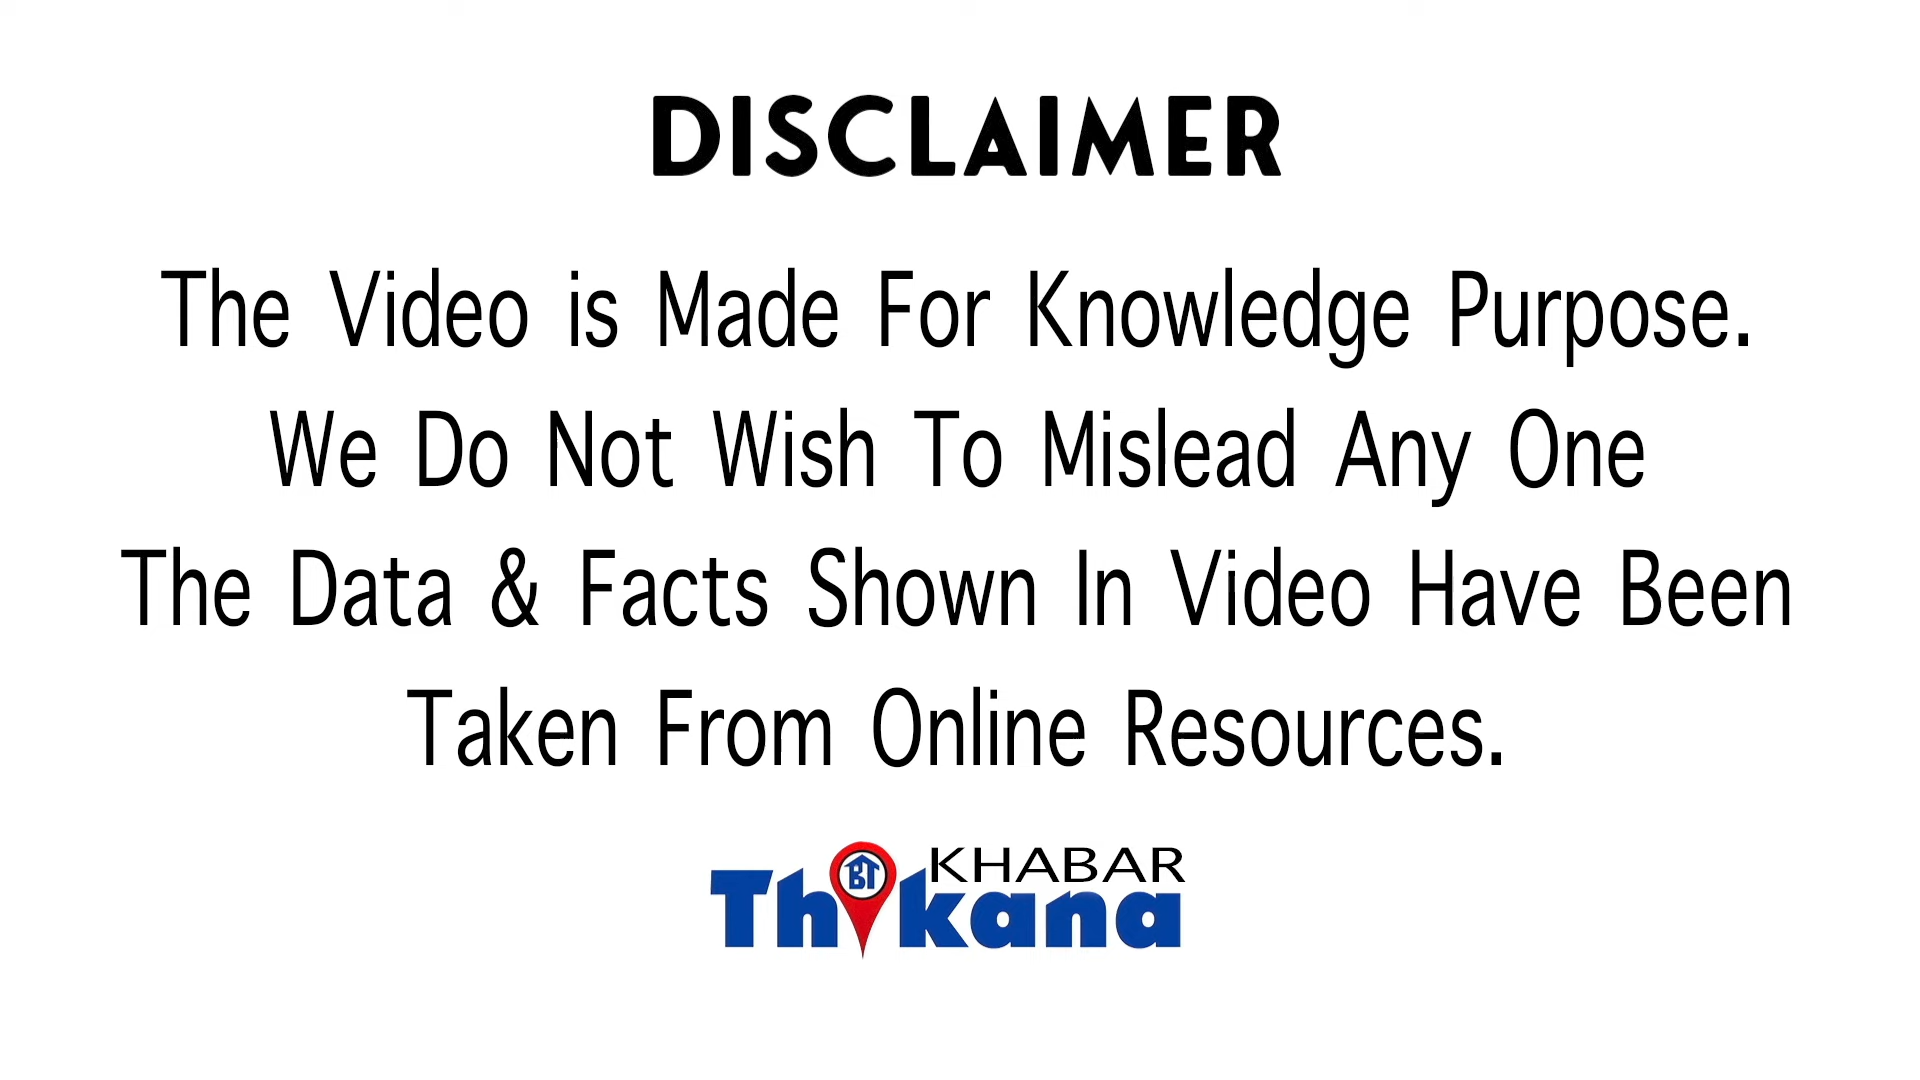 DISCLAIMER
The Video is Made For Knowledge Purpose.
We Do Not Wish To Mislead Any One
The Data & Facts Shown In Video Have Been
Taken From Online Resources.
KHABAR
BT
Thikana